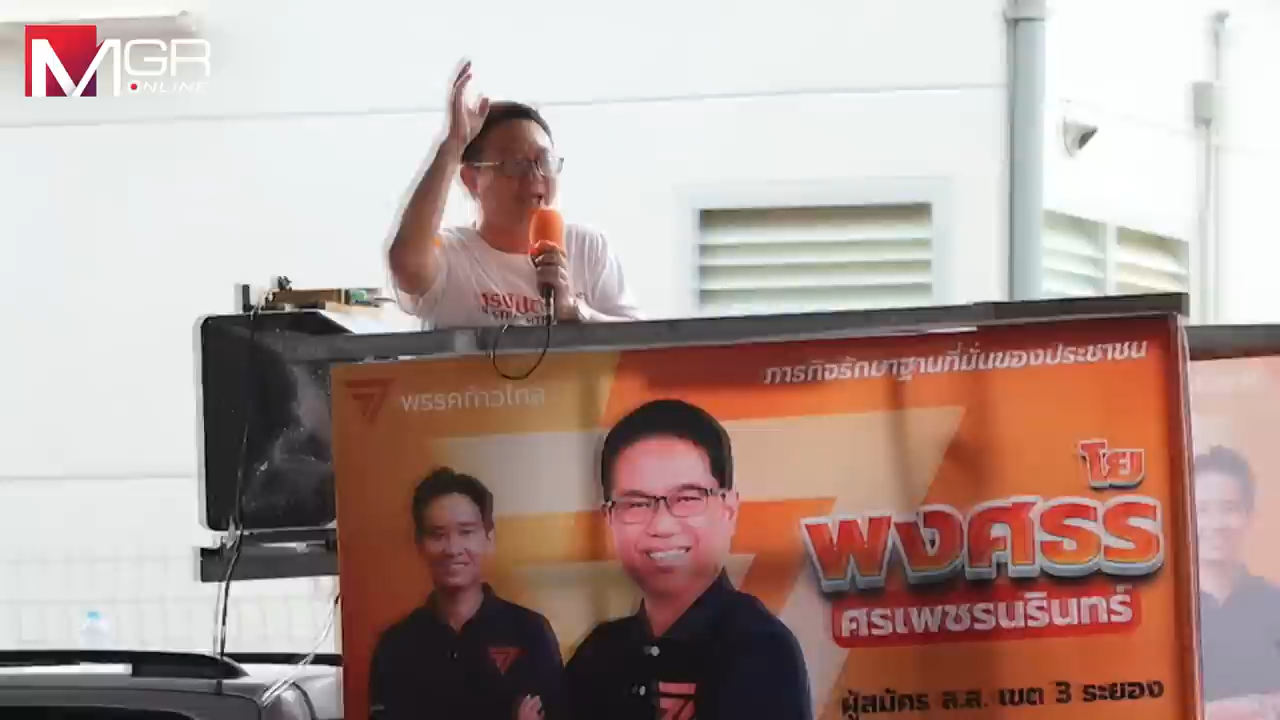 MGR
ONLINE
พรรคก้าวไกล
ภารกิจรักษาฐานที่มั่นของประชาชน
โย
พงศธร
ศรเพชรนรินทร์
ผู้สมัคร ส.ส. เขต 3 ระยอง